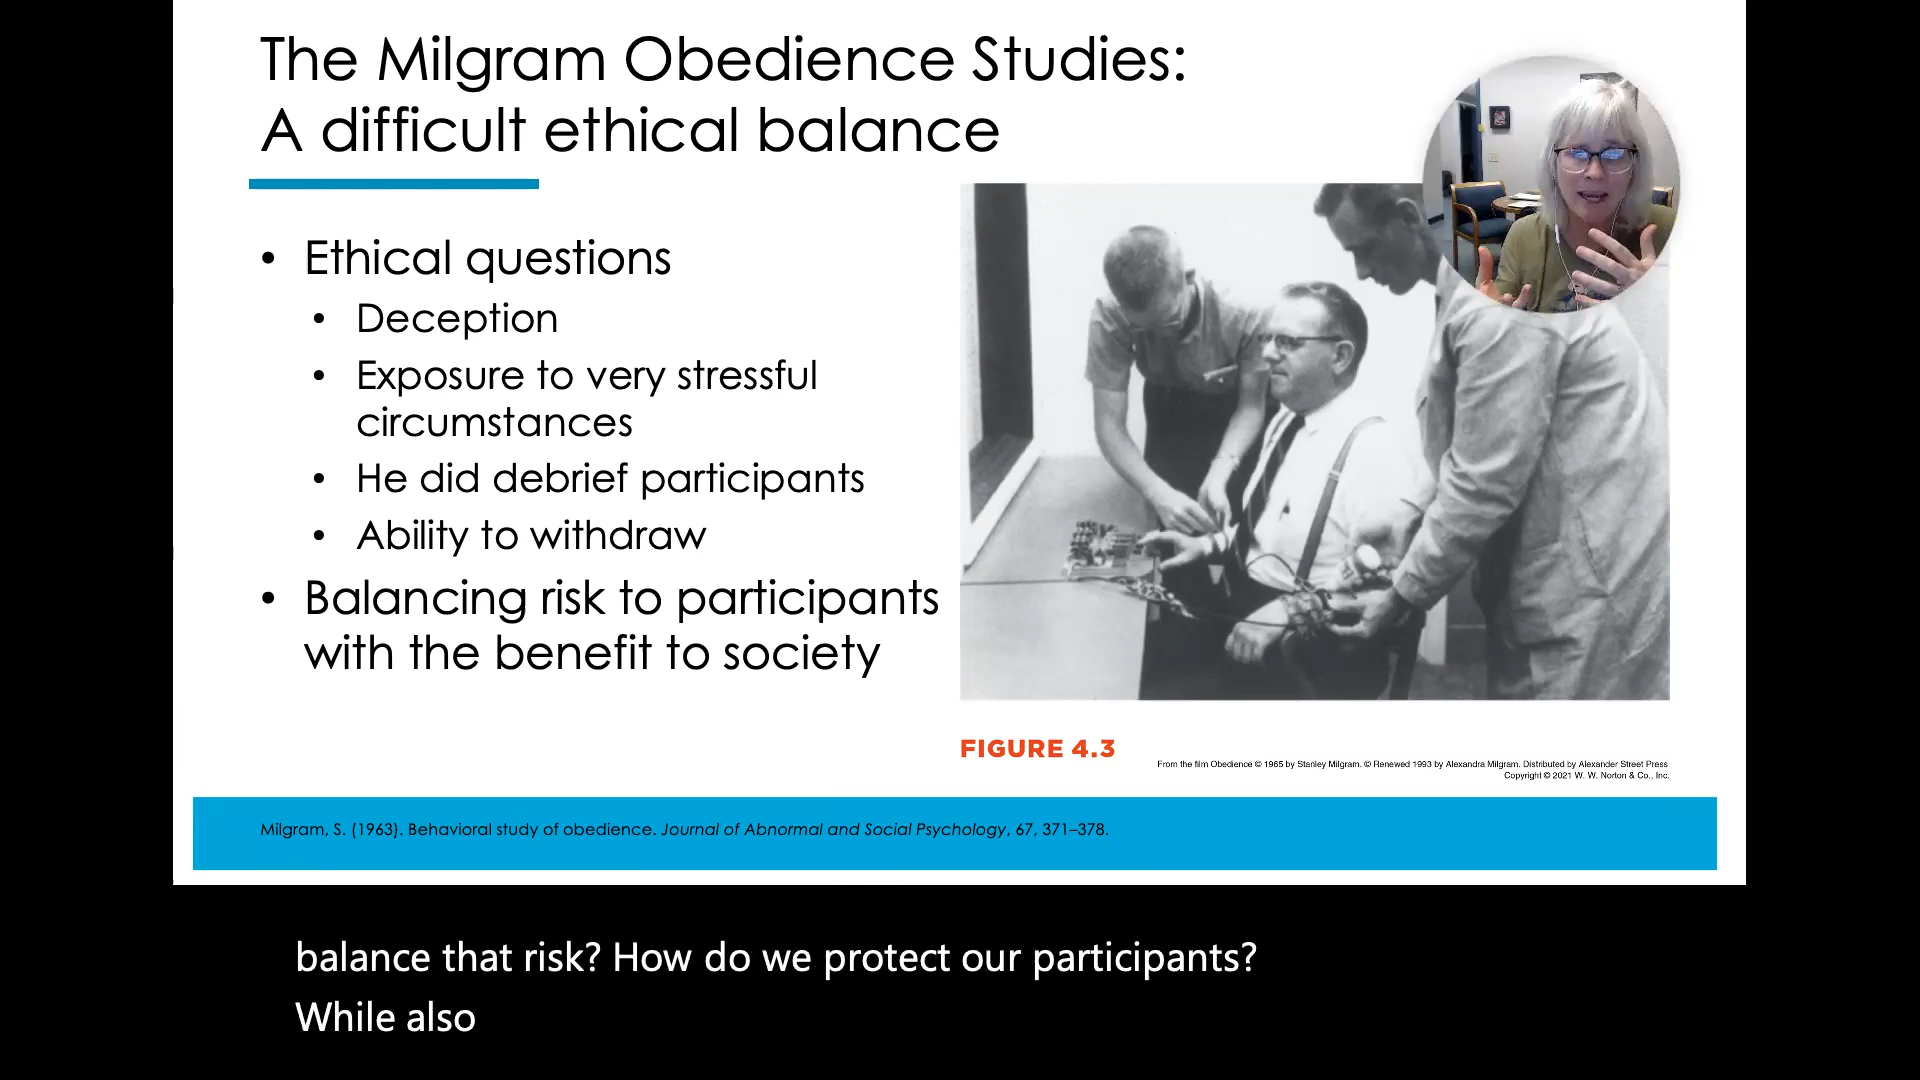 The Milgram Obedience Studies:
A difficult ethical balance
• Ethical questions
• Deception
• Exposure to very stressful
circumstances
• He did debrief participants
• Ability to withdraw
• Balancing risk to participants
with the benefit to society
FIGURE 4.3
From the film Obedience © 1965 by Stanley Milgram. © Renewed 1993 by Alexandra Milgram. Distributed by Alexander Street Press
Copyright © 2021 W. W. Norton & Co., Inc.
Milgram, S. (1963). Behavioral study of obedience. Journal of Abnormal and Social Psychology, 67, 371–378.
balance that risk? How do we protect our participants?
While also